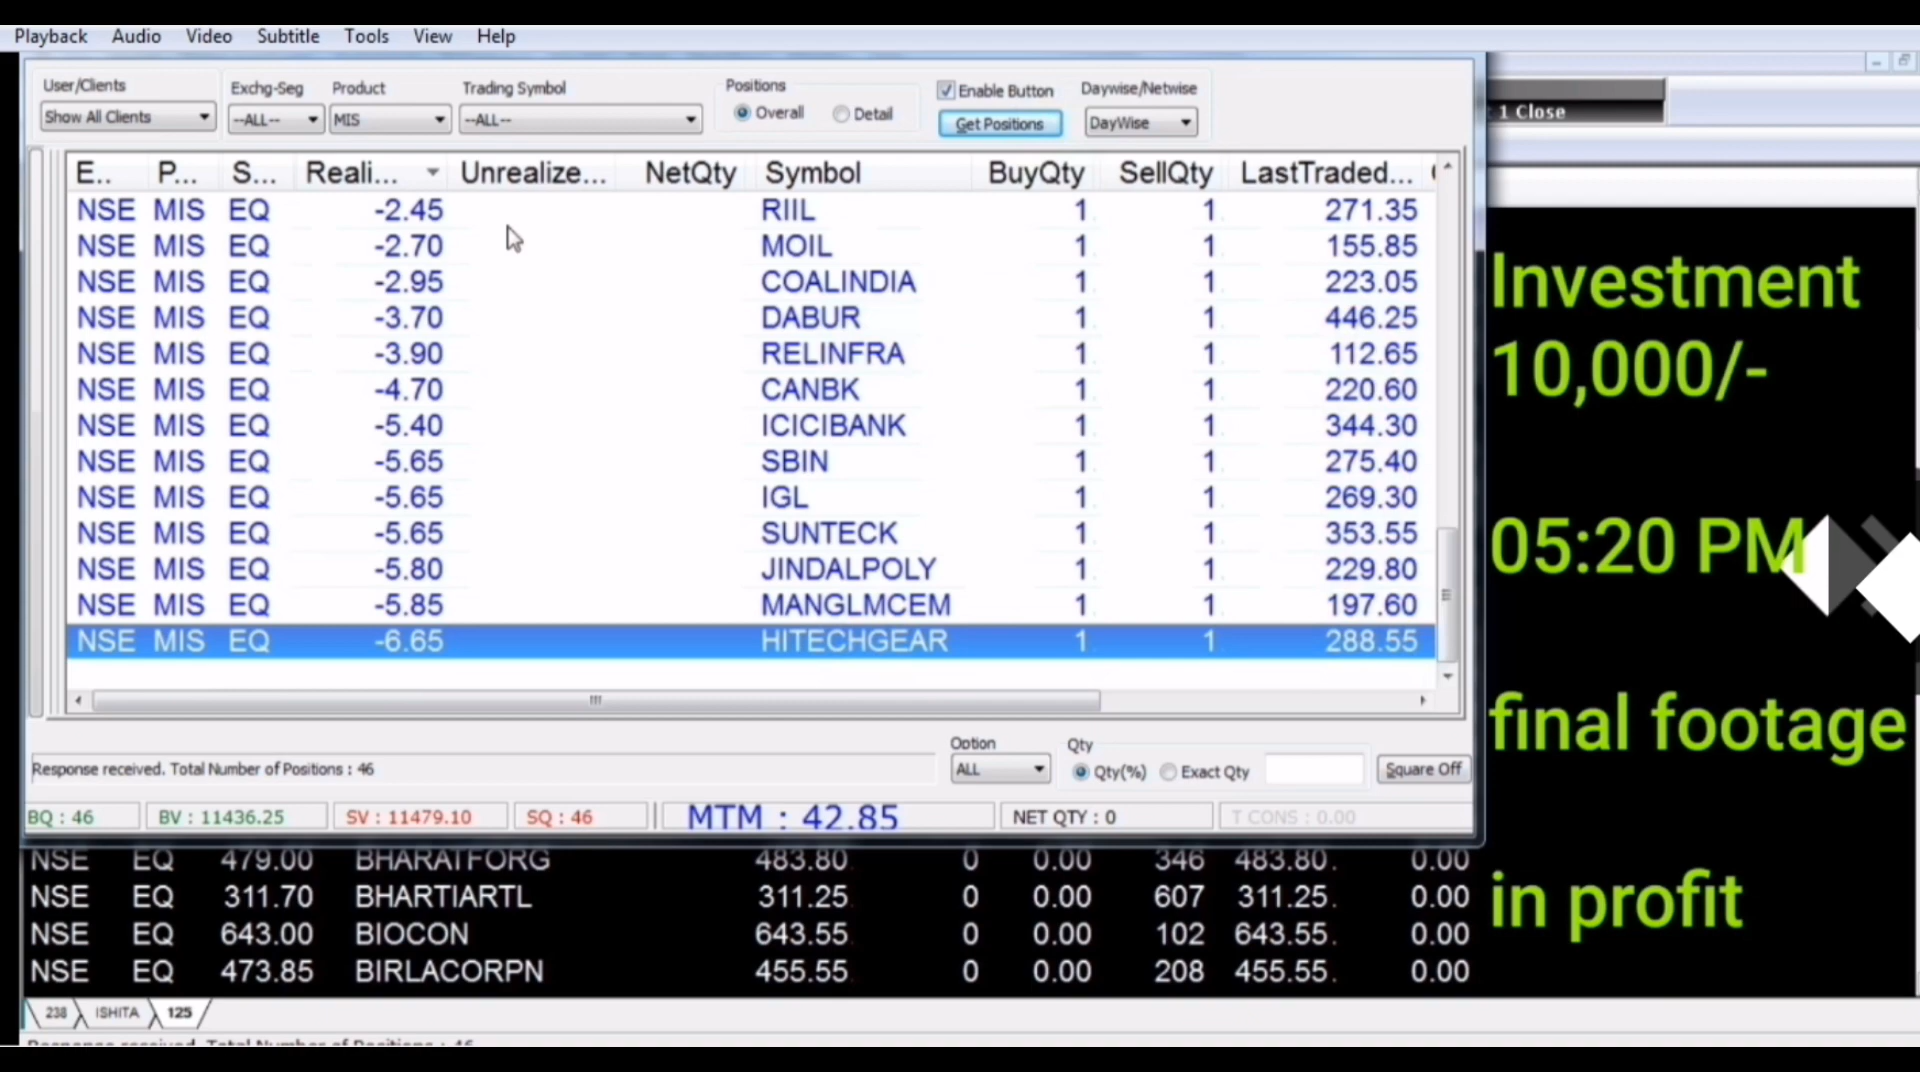 Playback Audio Video Subtitle Tools View Help
User/Clients Exchg-Seg Product Trading Symbol Positions Enable Button Daywise/Netwise
Show All Clients --ALL-- MIS --ALL-- Overall Detail Get Positions DayWise
1 Close
E.. P... S... Reali... Unrealize... NetQty Symbol BuyQty SellQty LastTraded...
NSE MIS EQ -2.45 RIIL 1 1 271.35
NSE MIS EQ -2.70 MOIL 1 1 155.85
NSE MIS EQ -2.95 COALINDIA 1 1 223.05
NSE MIS EQ -3.70 DABUR 1 1 446.25
NSE MIS EQ -3.90 RELINFRA 1 1 112.65
NSE MIS EQ -4.70 CANBK 1 1 220.60
NSE MIS EQ -5.40 ICICIBANK 1 1 344.30
NSE MIS EQ -5.65 SBIN 1 1 275.40
NSE MIS EQ -5.65 IGL 1 1 269.30
NSE MIS EQ -5.65 SUNTECK 1 1 353.55
NSE MIS EQ -5.80 JINDALPOLY 1 1 229.80
NSE MIS EQ -5.85 MANGLMCEM 1 1 197.60
NSE MIS EQ -6.65 HITECHGEAR 1 1 288.55
Option Qty
Response received. Total Number of Positions : 46 ALL Qty(%) Exact Qty Square Off
BQ : 46 BV : 11436.25 SV : 11479.10 SQ : 46 MTM : 42.85 NET QTY : 0 T CONS : 0.00
NSE EQ 479.00 BHARATFORG 483.80 0 0.00 346 483.80. 0.00
NSE EQ 311.70 BHARTIARTL 311.25 0 0.00 607 311.25. 0.00
NSE EQ 643.00 BIOCON 643.55 0 0.00 102 643.55. 0.00
NSE EQ 473.85 BIRLACORPN 455.55 0 0.00 208 455.55. 0.00
238 ISHITA 125
Response received. Total Number of Positions : 46
Investment
10,000/-
05:20 PM
final footage
in profit